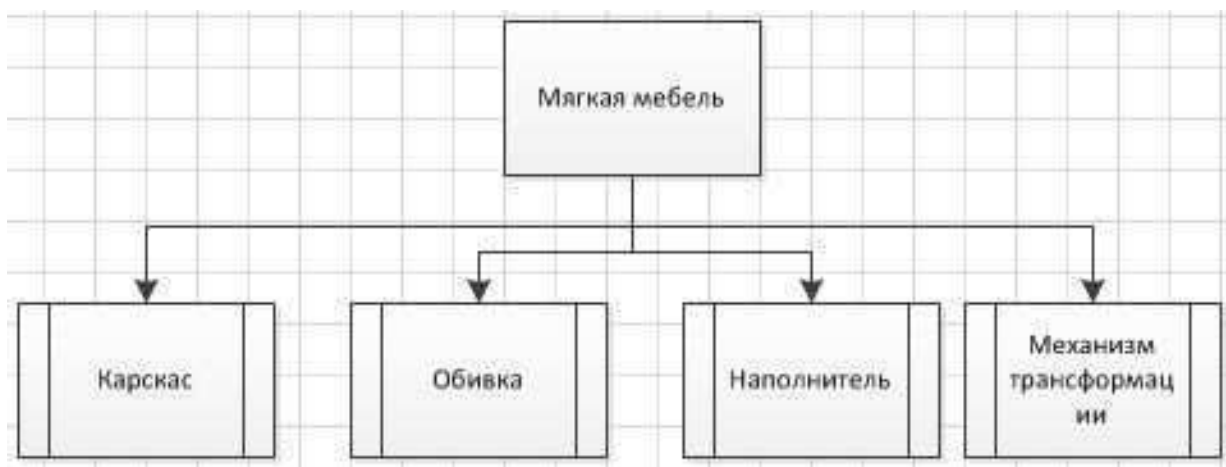 Мягкая мебель
Карскас
Обивка
Наполнитель
Механизм
трансформац
ии